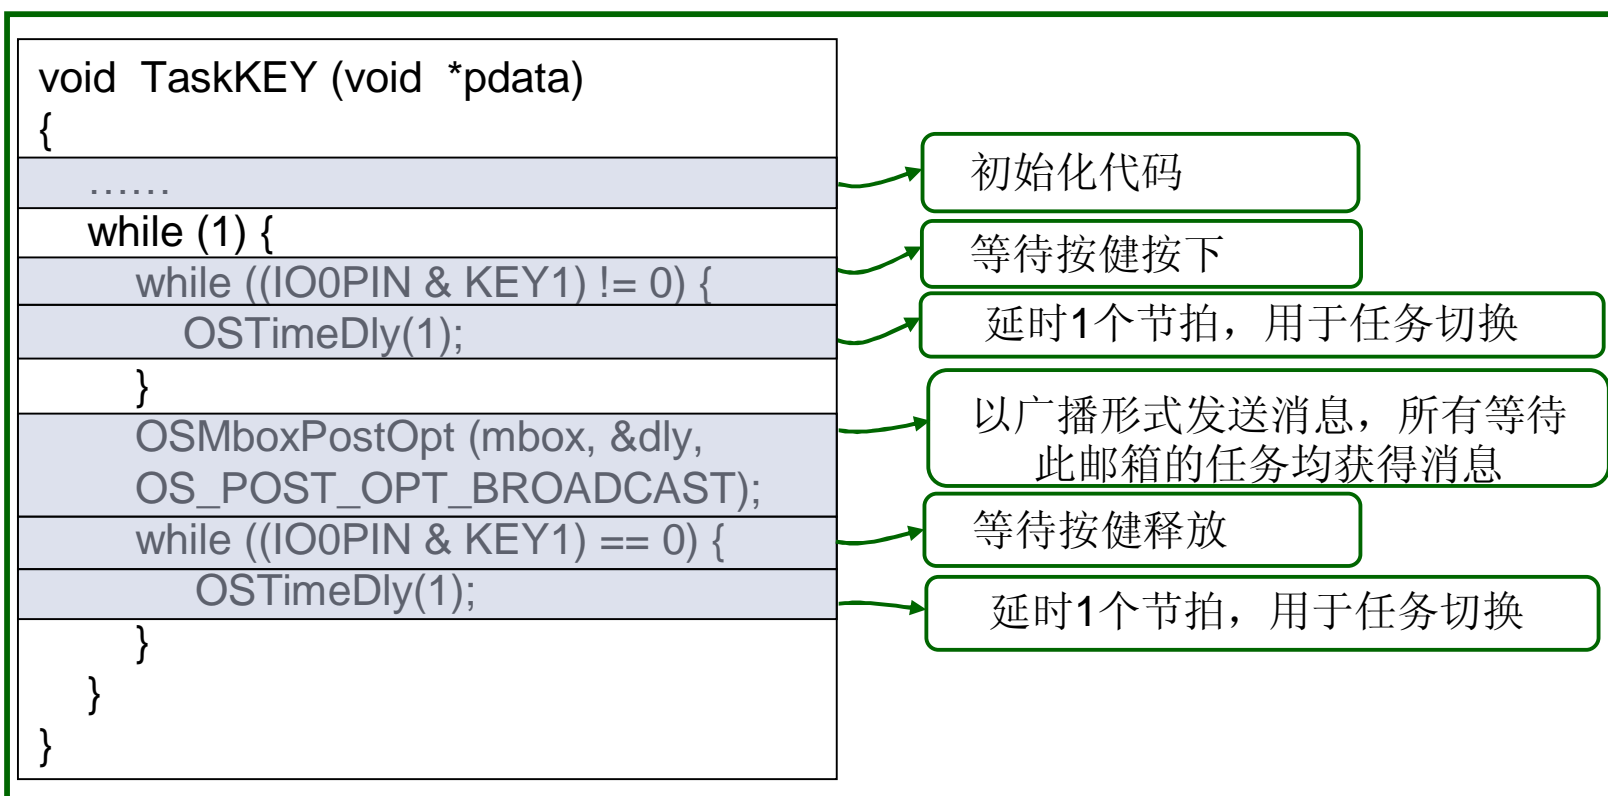 void TaskKEY (void *pdata)
{
……
初始化代码
while (1) {
等待按健按下
while ((IO0PIN & KEY1) != 0) {
OSTimeDly(1);
延时1个节拍，用于任务切换
}
OSMboxPostOpt (mbox, &dly,
OS_POST_OPT_BROADCAST);
以广播形式发送消息，所有等待
此邮箱的任务均获得消息
while ((IO0PIN & KEY1) == 0) {
等待按健释放
OSTimeDly(1);
延时1个节拍，用于任务切换
}
}
}